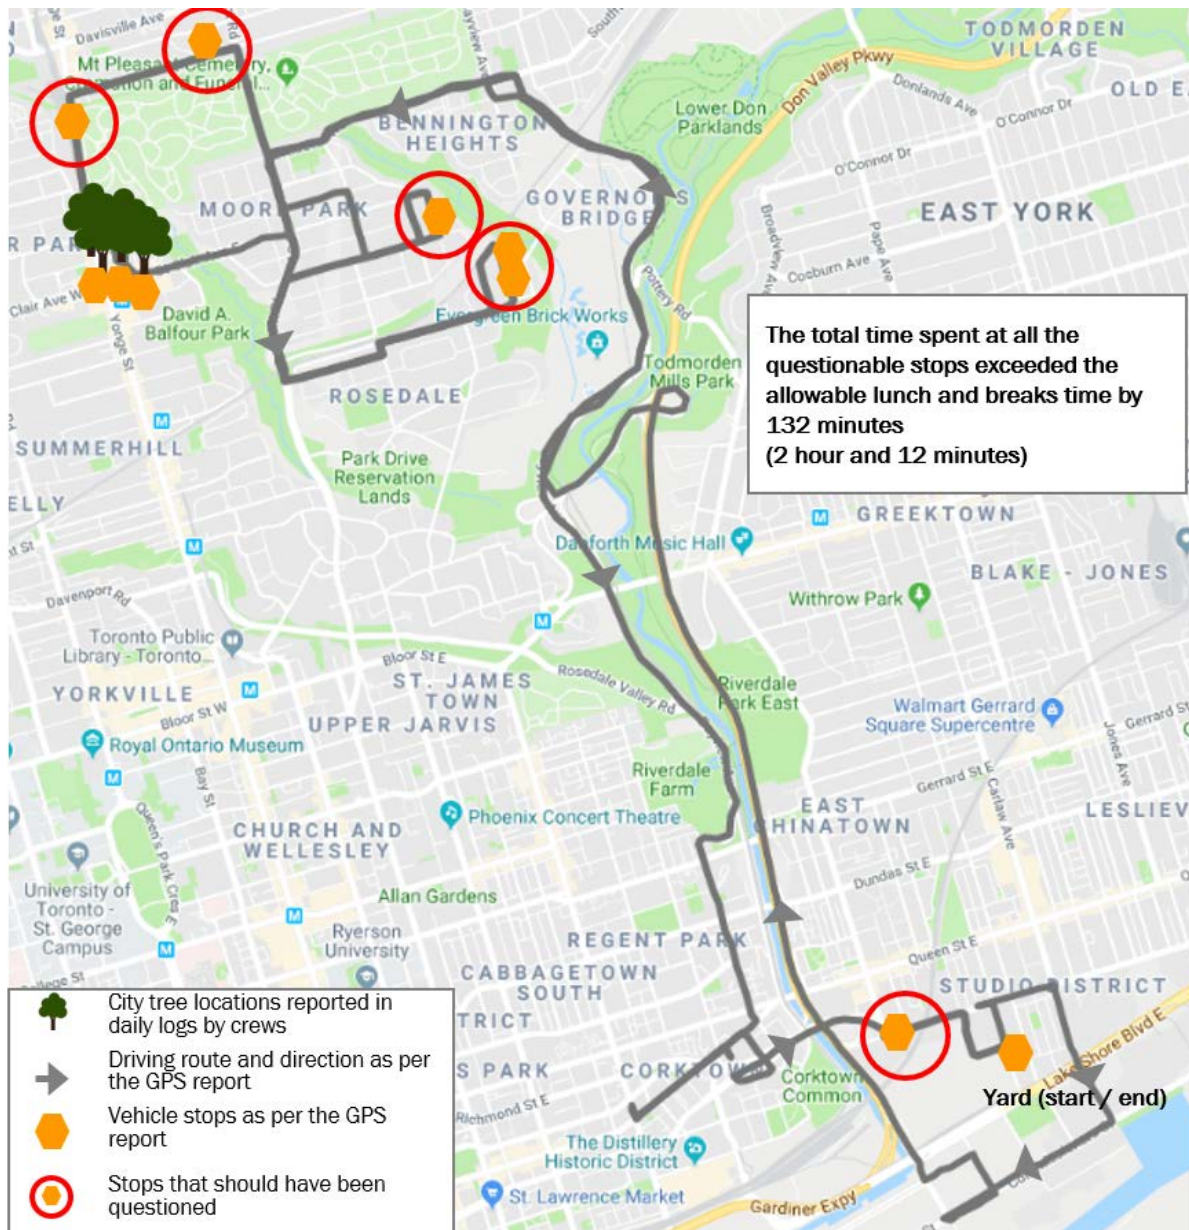 Davisville Ave
TODMORDEN
VILLAGE
Mt Pleasant Cemetery,
Cremation and Funeral...
Don Valley Pkwy
Donlands Ave
OLD E
O'Connor Dr
Lower Don
Parklands
BENNINGTON
HEIGHTS
O'Connor Dr
MOORE PARK
GOVERNOR'S
BRIDGE
EAST YORK
Broadview Ave
Pape Ave
R PAR
Cosburn Ave
Pottery Rd
Clair Ave W
Yonge St
David A.
Balfour Park
Evergreen Brick Works
The total time spent at all the
questionable stops exceeded the
allowable lunch and breaks time by
132 minutes
(2 hour and 12 minutes)
Todmorden
Mills Park
ROSEDALE
SUMMERHILL
Park Drive
Reservation
Lands
ELLY
GREEKTOWN
Danforth Music Hall
BLAKE - JONES
Davenport Rd
Withrow Park
Toronto Public
Library - Toronto...
Bloor St E
ST. JAMES
TOWN
Rosedale Valley Rd
YORKVILLE
Bloor St W
UPPER JARVIS
Riverdale
Park East
Walmart Gerrard
Square Supercentre
Gerrard St
Royal Ontario Museum
Bay St
Jones Ave
Riverdale
Farm
Gerrard St E
Carlaw Ave
Queen's Park Cres E
Phoenix Concert Theatre
EAST
CHINATOWN
LESLIEV
CHURCH AND
WELLESLEY
Dundas St E
University of
Toronto -
St. George
Campus
Allan Gardens
Ryerson
University
REGENT PARK
Queen St E
College St
CABBAGETOWN
SOUTH
STUDIO DISTRICT
TRICT
City tree locations reported in
daily logs by crews
Driving route and direction as per
the GPS report
Vehicle stops as per the GPS
report
Stops that should have been
questioned
S PARK
CORKTOWN
Corktown
Common
Lake Shore Blvd E
Yard (start / end)
Richmond St E
The Distillery
Historic District
St. Lawrence Market
Gardiner Expy